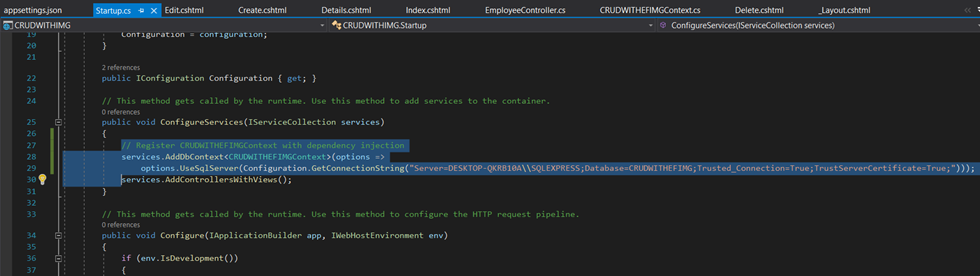 appsettings.json Startup.cs Edit.cshtml Create.cshtml Details.cshtml Index.cshtml EmployeeController.cs CRUDWITHEFIMGContext.cs Delete.cshtml _Layout.cshtml
CRUDWITHIMG CRUDWITHIMG.Startup ConfigureServices(IServiceCollection services)
19 Configuration = configuration;
20 }
21
2 references
22 public IConfiguration Configuration { get; }
23
24 // This method gets called by the runtime. Use this method to add services to the container.
0 references
25 public void ConfigureServices(IServiceCollection services)
26 {
27 // Register CRUDWITHEFIMGContext with dependency injection
28 services.AddDbContext<CRUDWITHEFIMGContext>(options =>
29 options.UseSqlServer(Configuration.GetConnectionString("Server=DESKTOP-QKRB10A\\SQLEXPRESS;Database=CRUDWITHEFIMG;Trusted_Connection=True;TrustServerCertificate=True;")));
30 services.AddControllersWithViews();
31 }
32
33 // This method gets called by the runtime. Use this method to configure the HTTP request pipeline.
0 references
34 public void Configure(IApplicationBuilder app, IWebHostEnvironment env)
35 {
36 if (env.IsDevelopment())
37 {